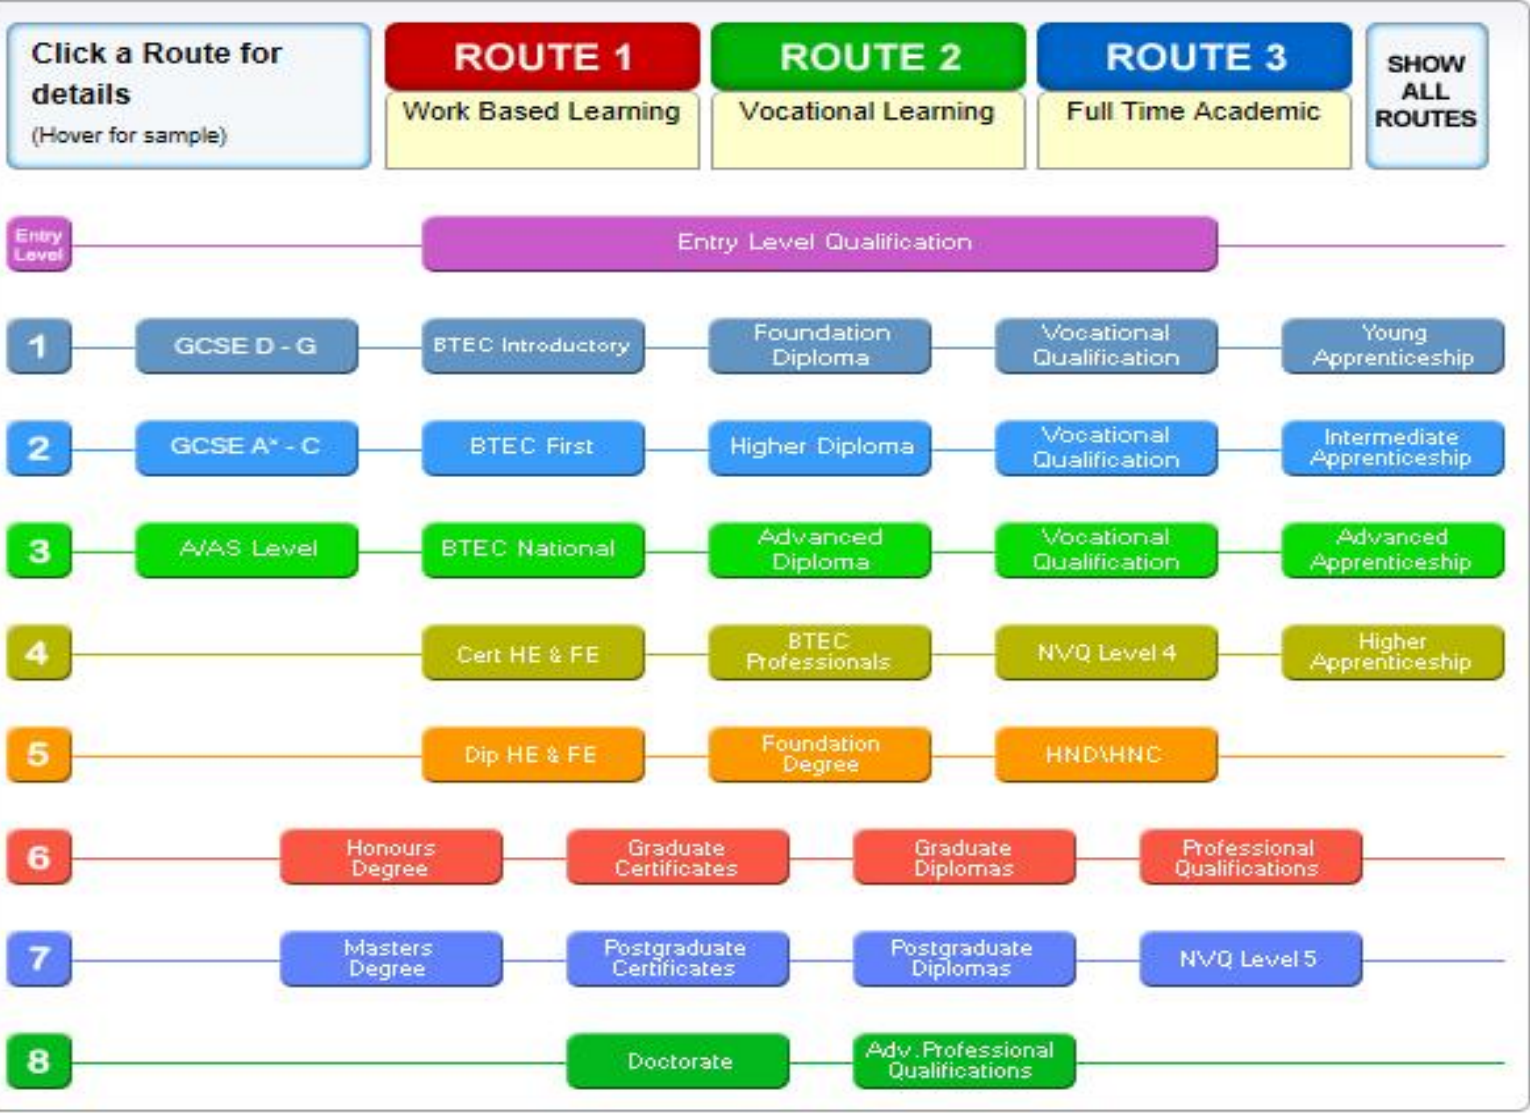 Click a Route for
details
(Hover for sample)
ROUTE 1
Work Based Learning
ROUTE 2
Vocational Learning
ROUTE 3
Full Time Academic
SHOW
ALL
ROUTES
Entry
Level
Entry Level Qualification
1
GCSE D - G
BTEC Introductory
Foundation
Diploma
Vocational
Qualification
Young
Apprenticeship
2
GCSE A* - C
BTEC First
Higher Diploma
Vocational
Qualification
Intermediate
Apprenticeship
3
A/AS Level
BTEC National
Advanced
Diploma
Vocational
Qualification
Advanced
Apprenticeship
4
Cert HE & FE
BTEC
Professionals
NVQ Level 4
Higher
Apprenticeship
5
Dip HE & FE
Foundation
Degree
HND\HNC
6
Honours
Degree
Graduate
Certificates
Graduate
Diplomas
Professional
Qualifications
7
Masters
Degree
Postgraduate
Certificates
Postgraduate
Diplomas
NVQ Level 5
8
Doctorate
Adv.Professional
Qualifications